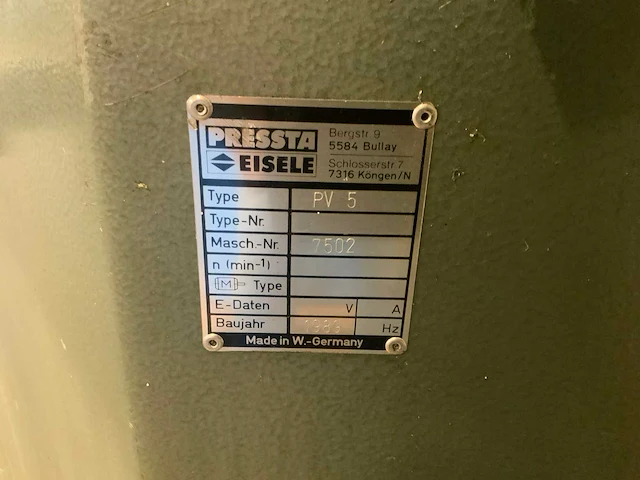 PRESSTA
Bergstr. 9
5584 Bullay
EISELE
Schlosserstr. 7
7316 Köngen/N
Type PV 5
Type-Nr.
Masch.-Nr. 7502
n (min-1)
M Type
E-Daten V A
Baujahr 1989 Hz
Made in W.-Germany